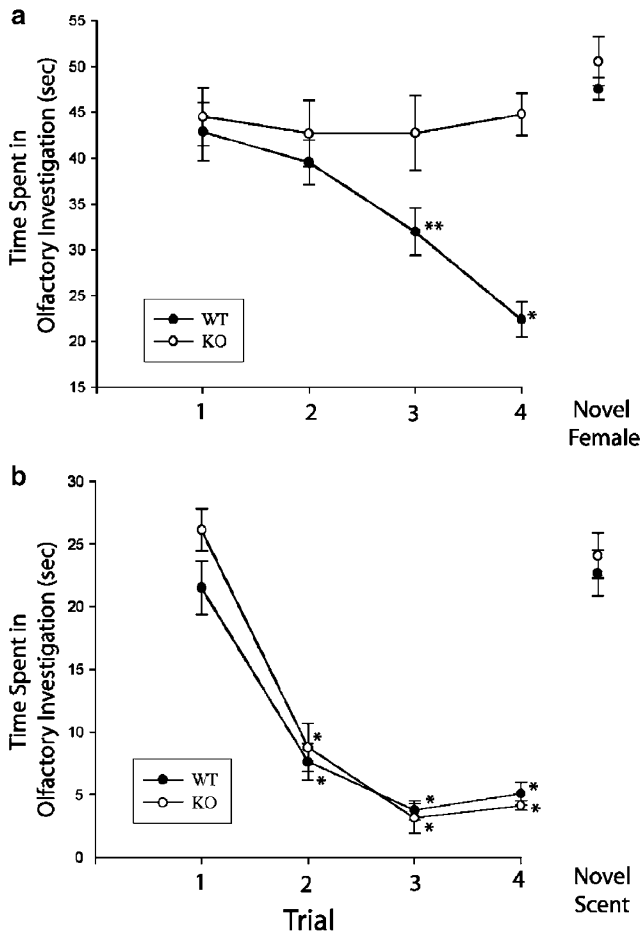 a
Time Spent in
Olfactory Investigation (sec)
55
50
45
40
35
30
25
20
15
**
*
WT
KO
1 2 3 4
Novel
Female
b
Time Spent in
Olfactory Investigation (sec)
30
25
20
15
10
5
0
*
*
*
*
*
*
WT
KO
1 2 3 4
Trial
Novel
Scent